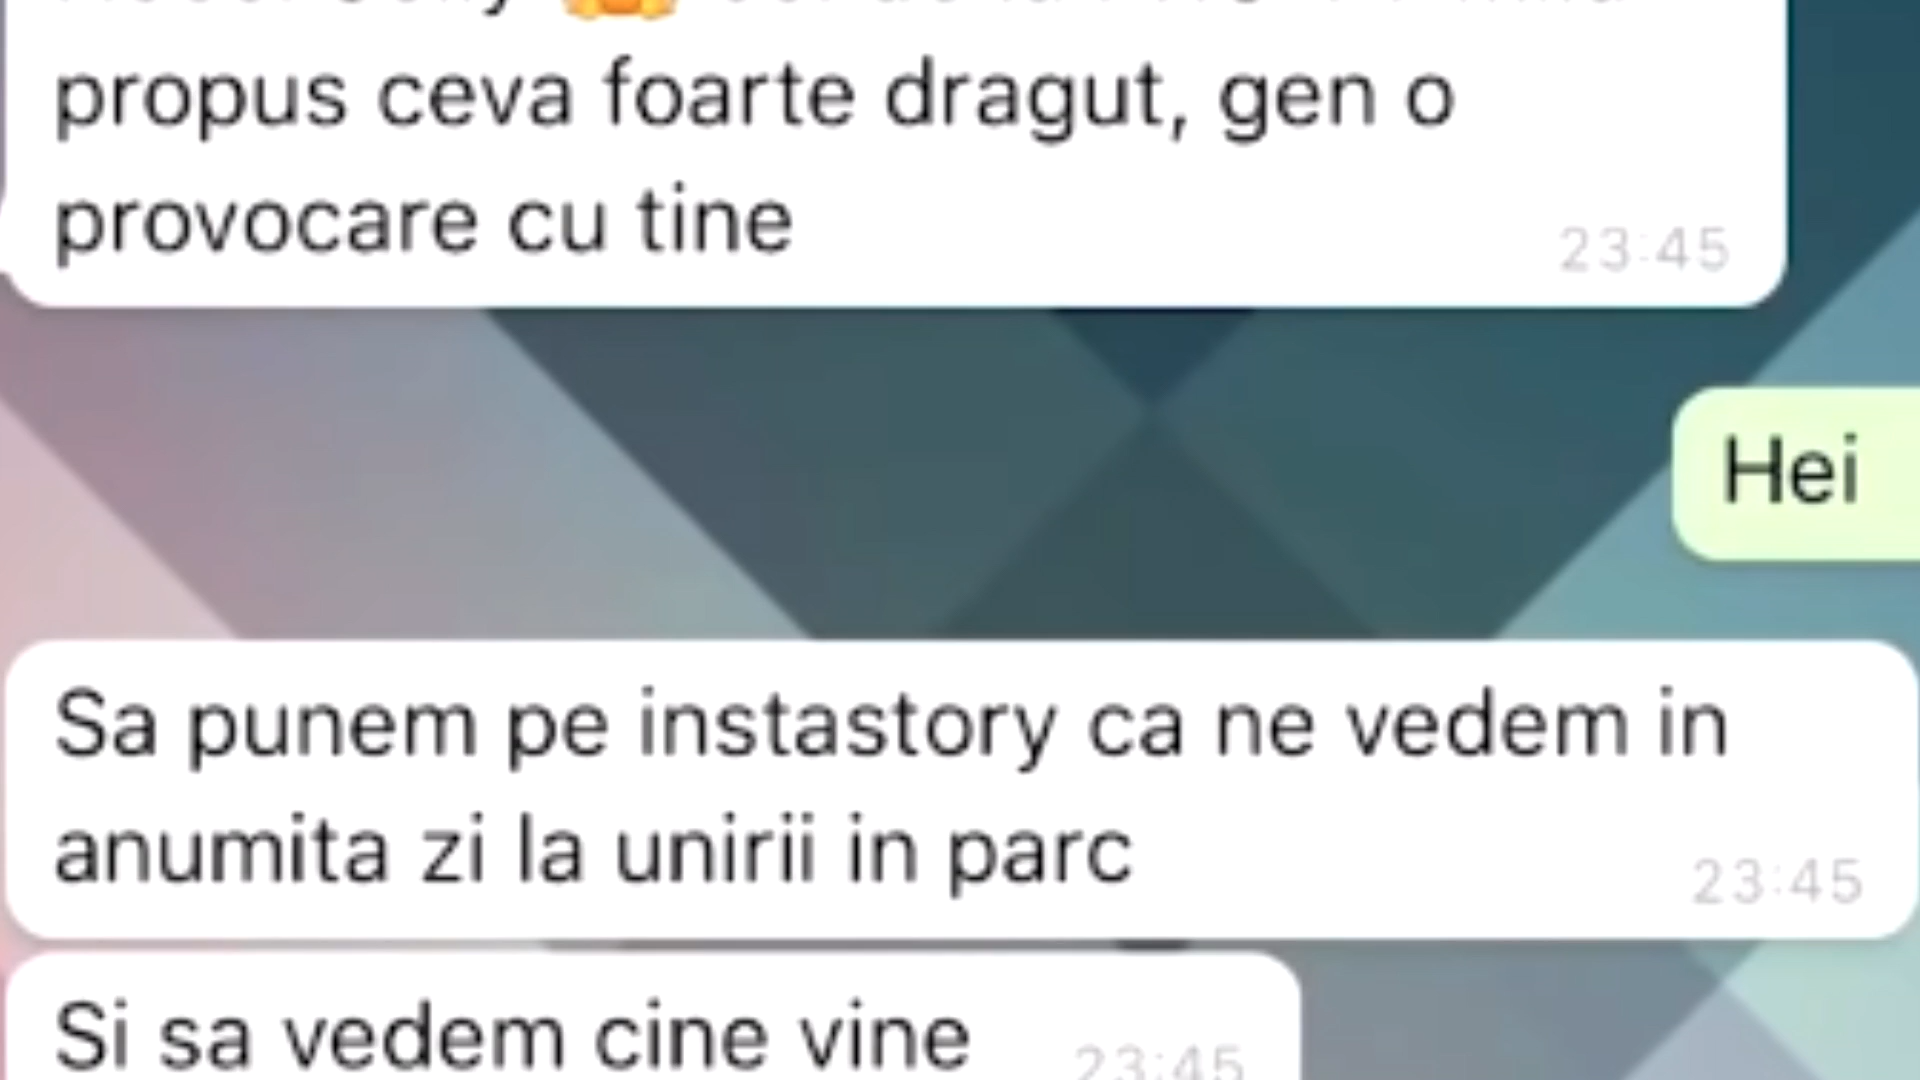 propus ceva foarte dragut, gen o
provocare cu tine
23:45
Hei
Sa punem pe instastory ca ne vedem in
anumita zi la unirii in parc
23:45
Si sa vedem cine vine
23:45